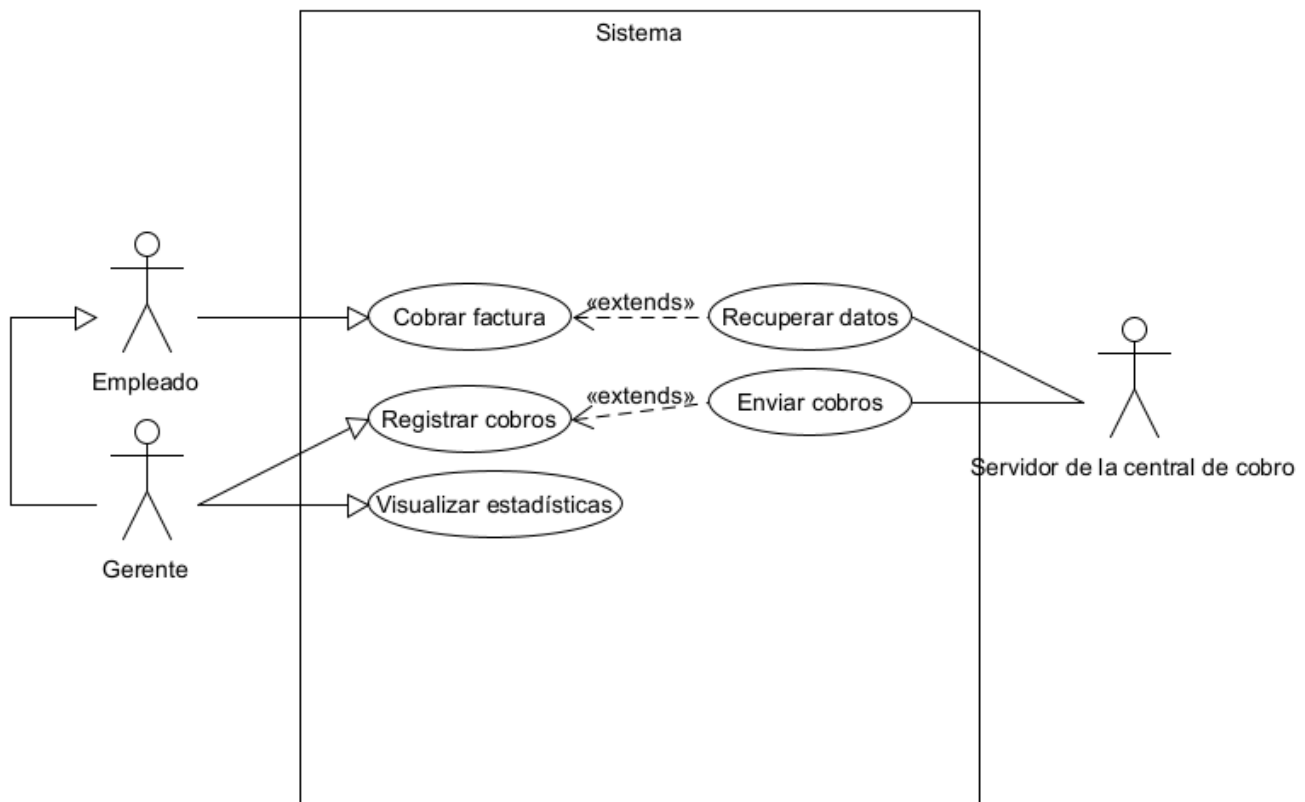 Sistema
«extends»
Cobrar factura
Recuperar datos
Empleado
«extends»
Registrar cobros
Enviar cobros
Servidor de la central de cobro
Visualizar estadísticas
Gerente